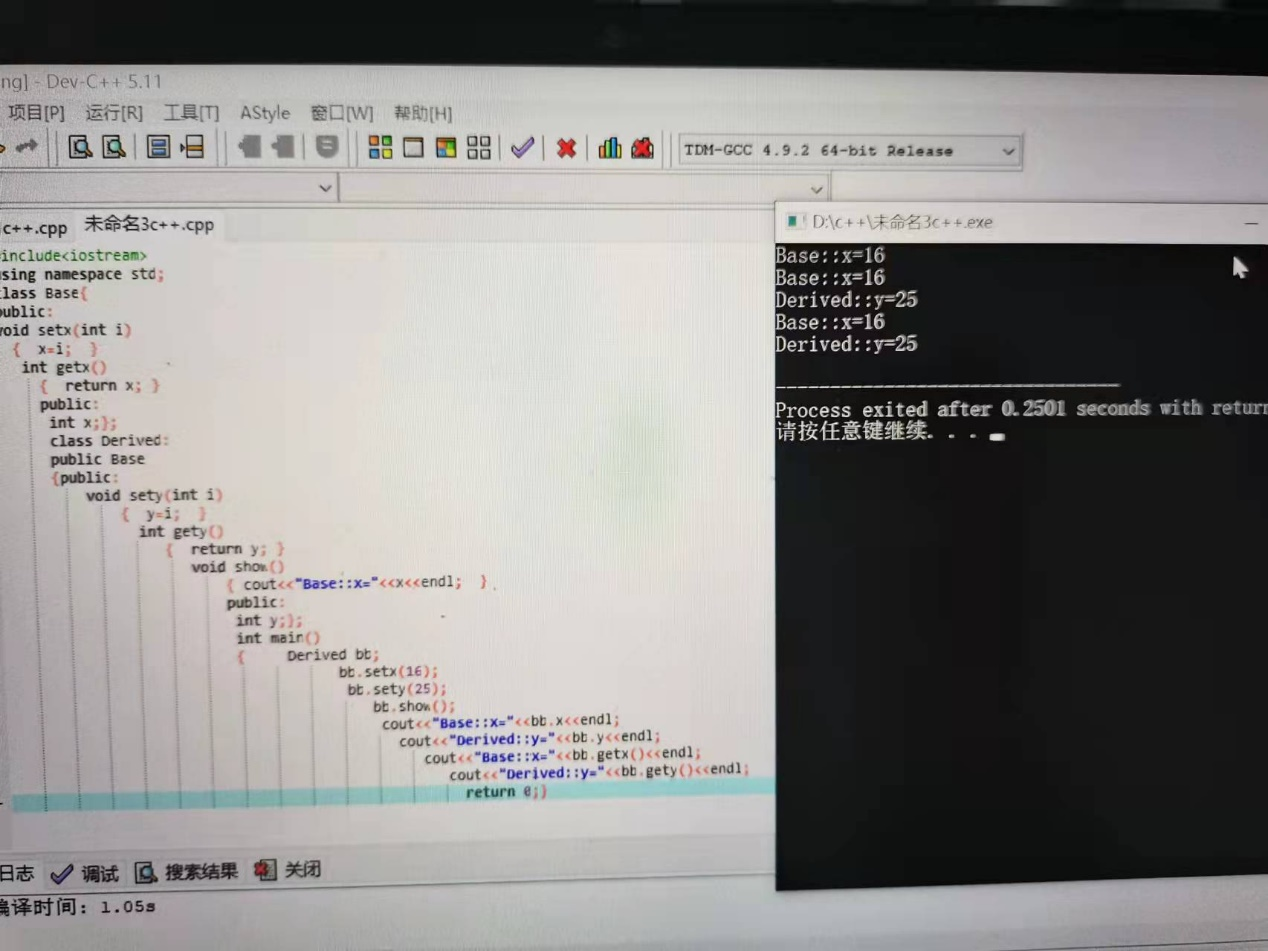 ng] - Dev-C++ 5.11
项目[P] 运行[R] 工具[T] AStyle 窗口[W] 帮助[H]
TDM-GCC 4.9.2 64-bit Release
c++.cpp 未命名3c++.cpp
include<iostream>
sing namespace std;
lass Base{
ublic:
void setx(int i)
{ x=i; }
int getx()
{ return x; }
public:
int x;};
class Derived:
public Base
{public:
void sety(int i)
{ y=i; }
int gety()
{ return y; }
void show()
{ cout<<"Base::x="<<x<<endl; }
public:
int y;};
int main()
{ Derived bb;
bb.setx(16);
bb.sety(25);
bb.show();
cout<<"Base::x="<<bb.x<<endl;
cout<<"Derived::y="<<bb.y<<endl;
cout<<"Base::x="<<bb.getx()<<endl;
cout<<"Derived::y="<<bb.gety()<<endl;
return 0;}
D:\c++\未命名3c++.exe
Base::x=16
Base::x=16
Derived::y=25
Base::x=16
Derived::y=25
--------------------------------
Process exited after 0.2501 seconds with return
请按任意键继续. . .
日志 调试 搜索结果 关闭
编译时间: 1.05s